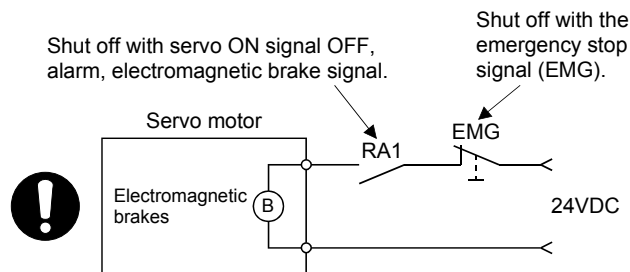 Shut off with the
emergency stop
signal (EMG).
Shut off with servo ON signal OFF,
alarm, electromagnetic brake signal.
Servo motor
EMG
RA1
Electromagnetic
brakes
B
24VDC